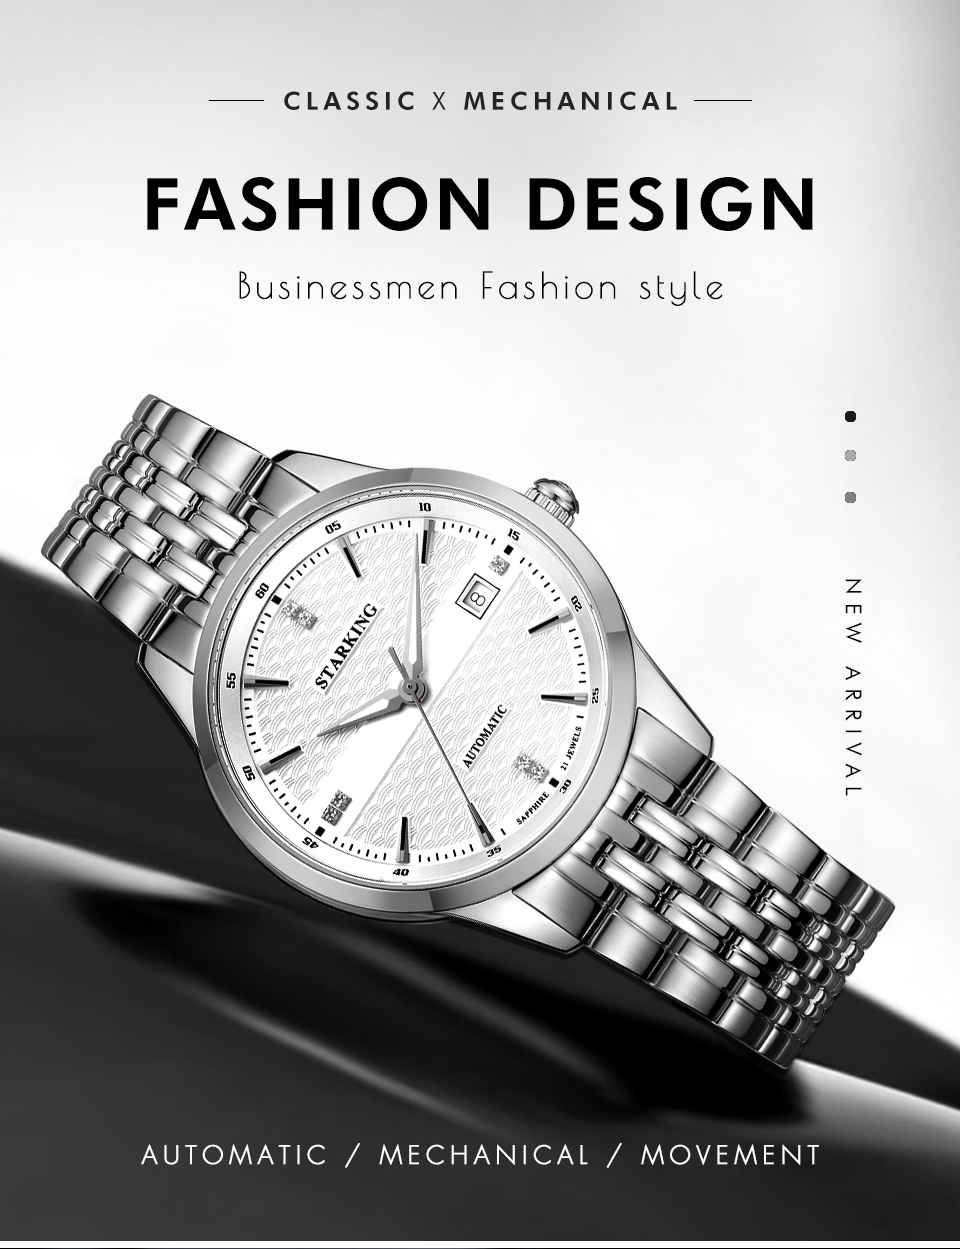 CLASSIC X MECHANICAL
FASHION DESIGN
Businessmen Fashion style
NEW ARRIVAL
60
05
10
15
20
25
30
35
40
45
50
55
STARKING
8
AUTOMATIC
SAPPHIRE
21 JEWELS
AUTOMATIC / MECHANICAL / MOVEMENT